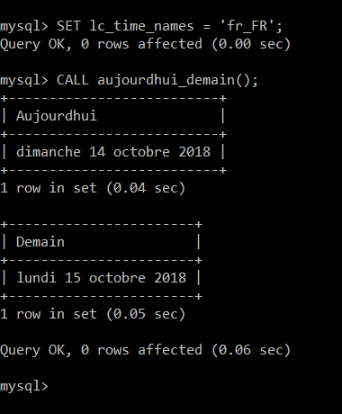 mysql> SET lc_time_names = 'fr_FR';
Query OK, 0 rows affected (0.00 sec)
mysql> CALL aujourdhui_demain();
+--------------------------+
| Aujourdhui               |
+--------------------------+
| dimanche 14 octobre 2018 |
+--------------------------+
1 row in set (0.04 sec)
+-----------------------+
| Demain                |
+-----------------------+
| lundi 15 octobre 2018 |
+-----------------------+
1 row in set (0.05 sec)
Query OK, 0 rows affected (0.06 sec)
mysql>